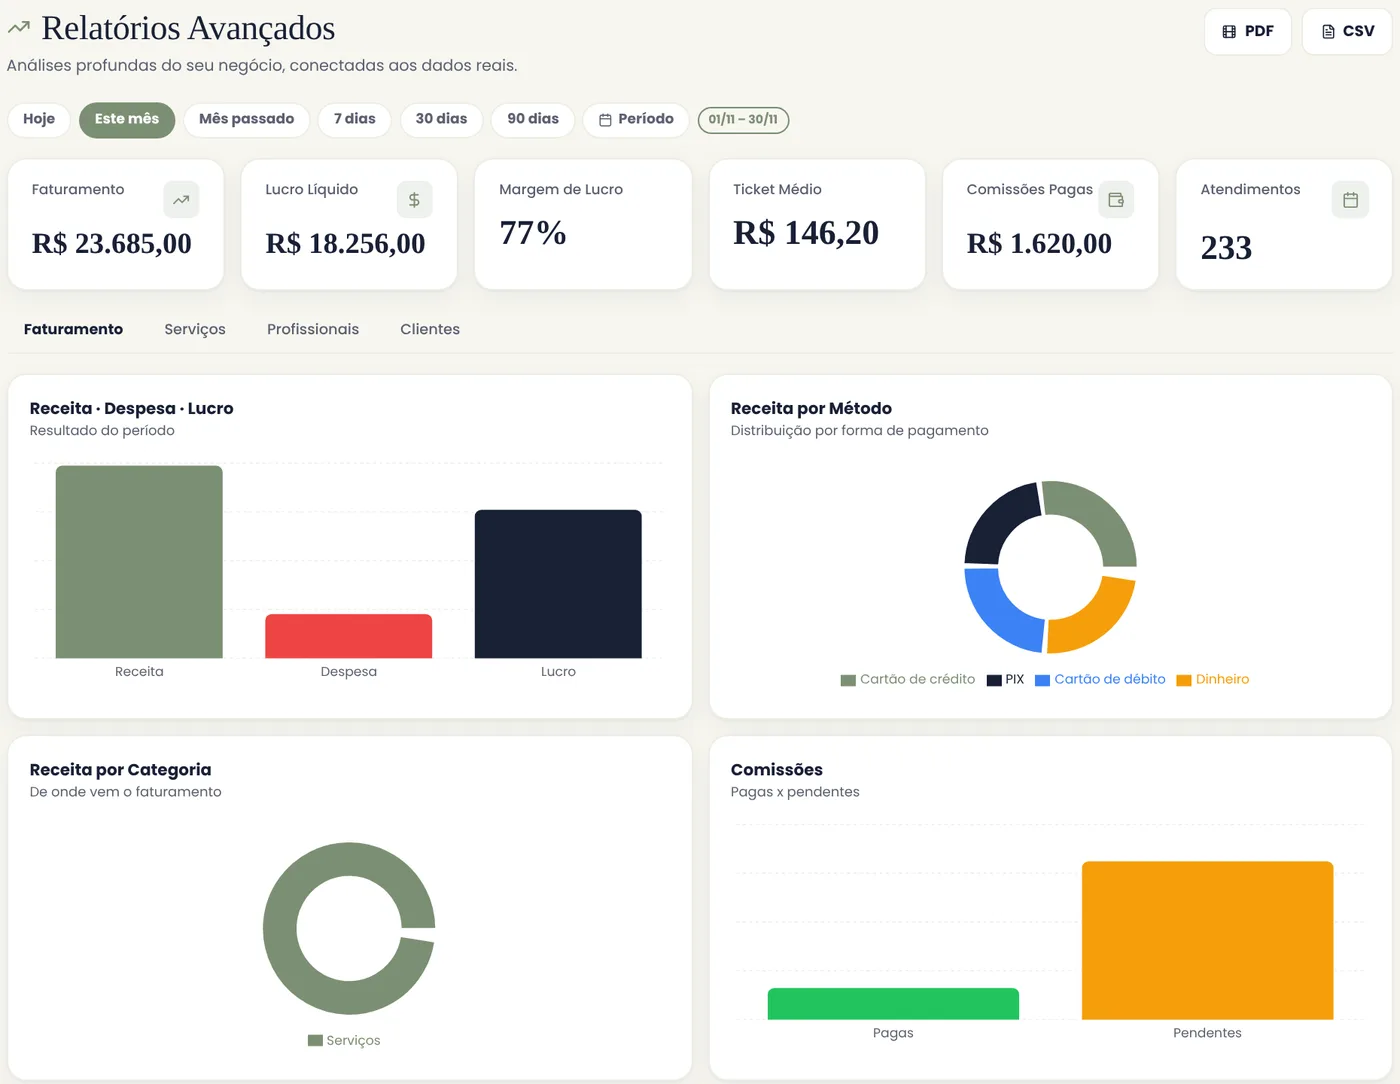 Relatórios Avançados
PDF
CSV
Análises profundas do seu negócio, conectadas aos dados reais.
Hoje
Este mês
Mês passado
7 dias
30 dias
90 dias
Período
01/11 – 30/11
Faturamento
R$ 23.685,00
Lucro Líquido
$
R$ 18.256,00
Margem de Lucro
77%
Ticket Médio
R$ 146,20
Comissões Pagas
R$ 1.620,00
Atendimentos
233
Faturamento
Serviços
Profissionais
Clientes
Receita · Despesa · Lucro
Resultado do período
Receita
Despesa
Lucro
Receita por Método
Distribuição por forma de pagamento
Cartão de crédito
PIX
Cartão de débito
Dinheiro
Receita por Categoria
De onde vem o faturamento
Serviços
Comissões
Pagas x pendentes
Pagas
Pendentes